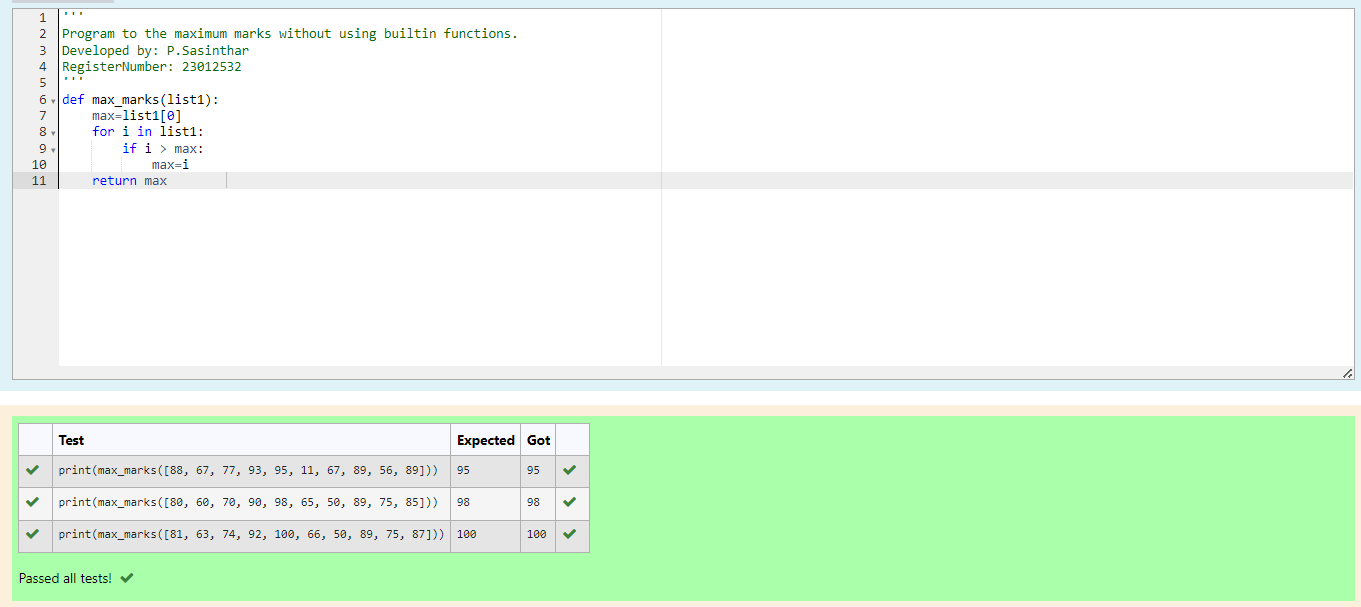 1 '''
2 Program to the maximum marks without using builtin functions.
3 Developed by: P.Sasinthar
4 RegisterNumber: 23012532
5 '''
6 def max_marks(list1):
7     max=list1[0]
8     for i in list1:
9         if i > max:
10             max=i
11     return max
Test Expected Got
print(max_marks([88, 67, 77, 93, 95, 11, 67, 89, 56, 89])) 95 95
print(max_marks([80, 60, 70, 90, 98, 65, 50, 89, 75, 85])) 98 98
print(max_marks([81, 63, 74, 92, 100, 66, 50, 89, 75, 87])) 100 100
Passed all tests!